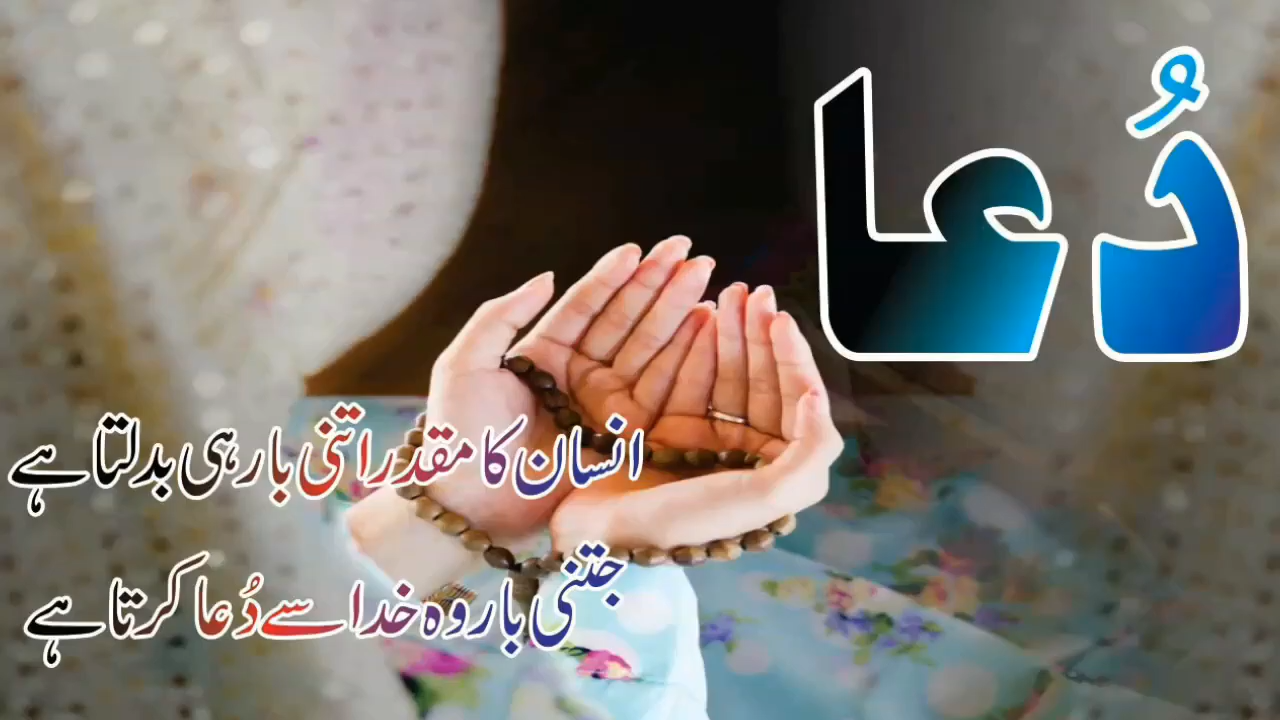 دُعا
انسان کا مقدر اتنی بار ہی بدلتا ہے
جتنی بار وہ خدا سے دُعا کرتا ہے